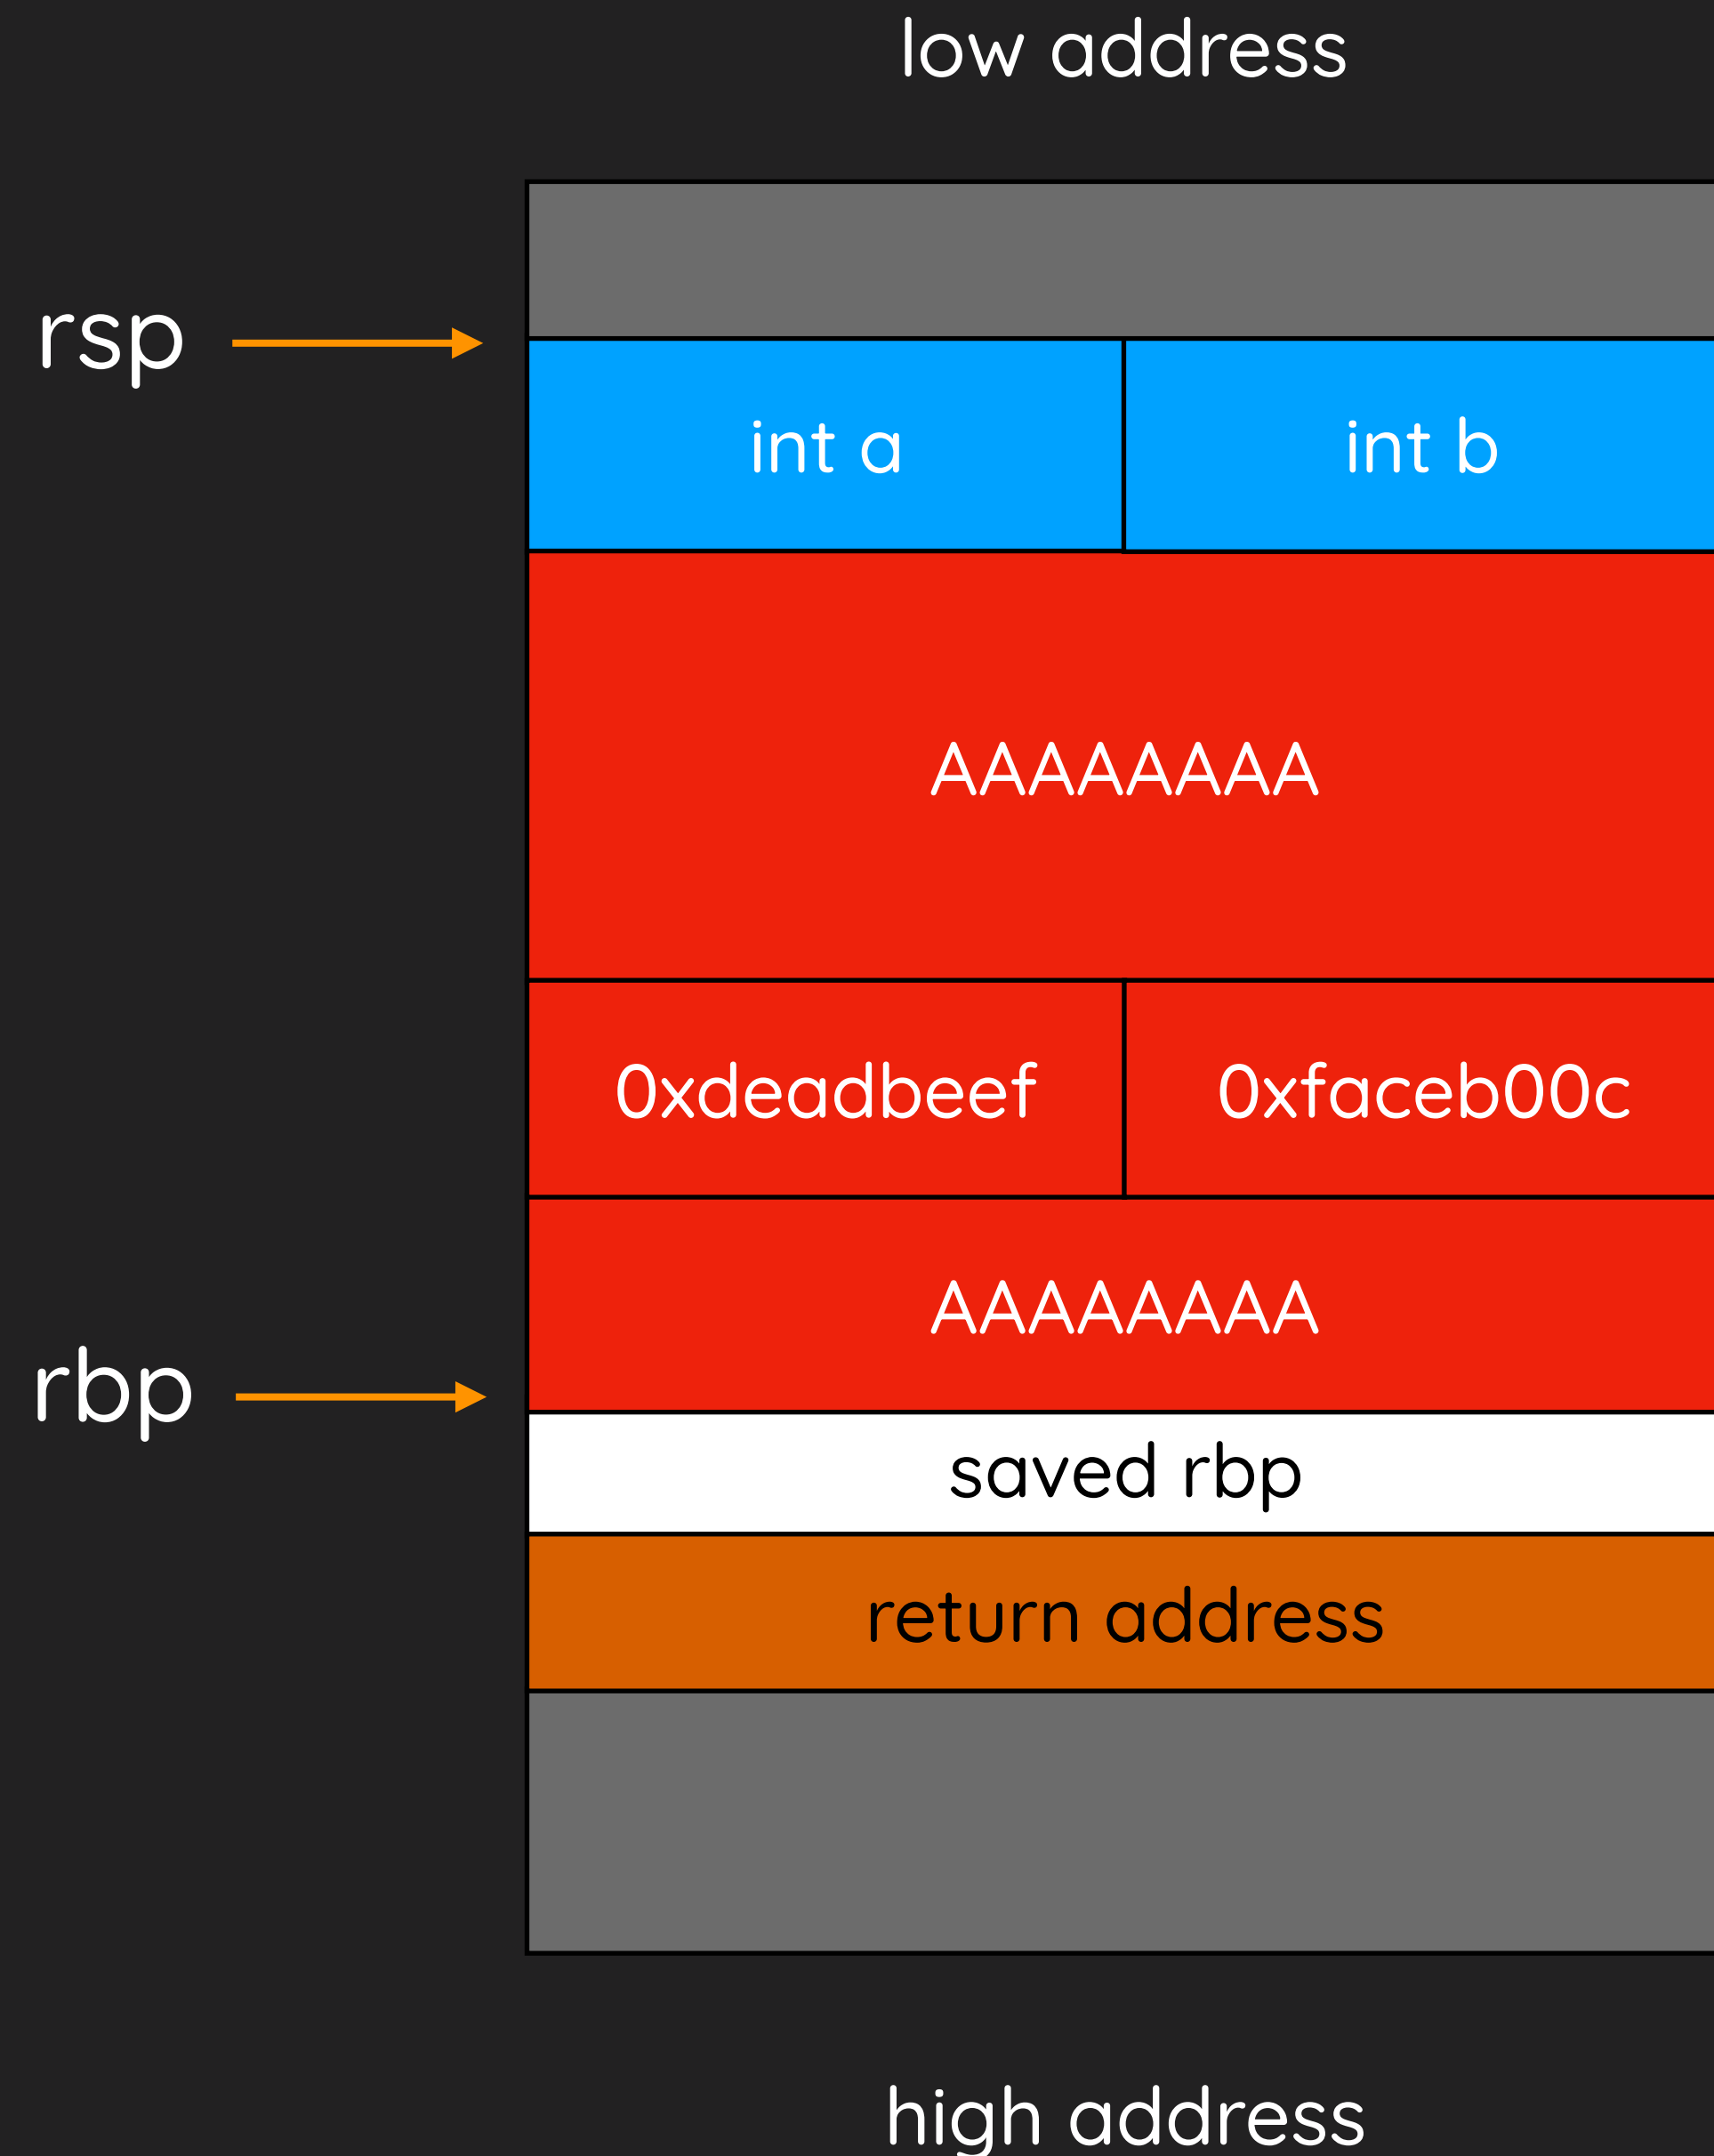 low address
rsp
int a
int b
AAAAAAAA
0xdeadbeef
0xfaceb00c
AAAAAAAA
rbp
saved rbp
return address
high address